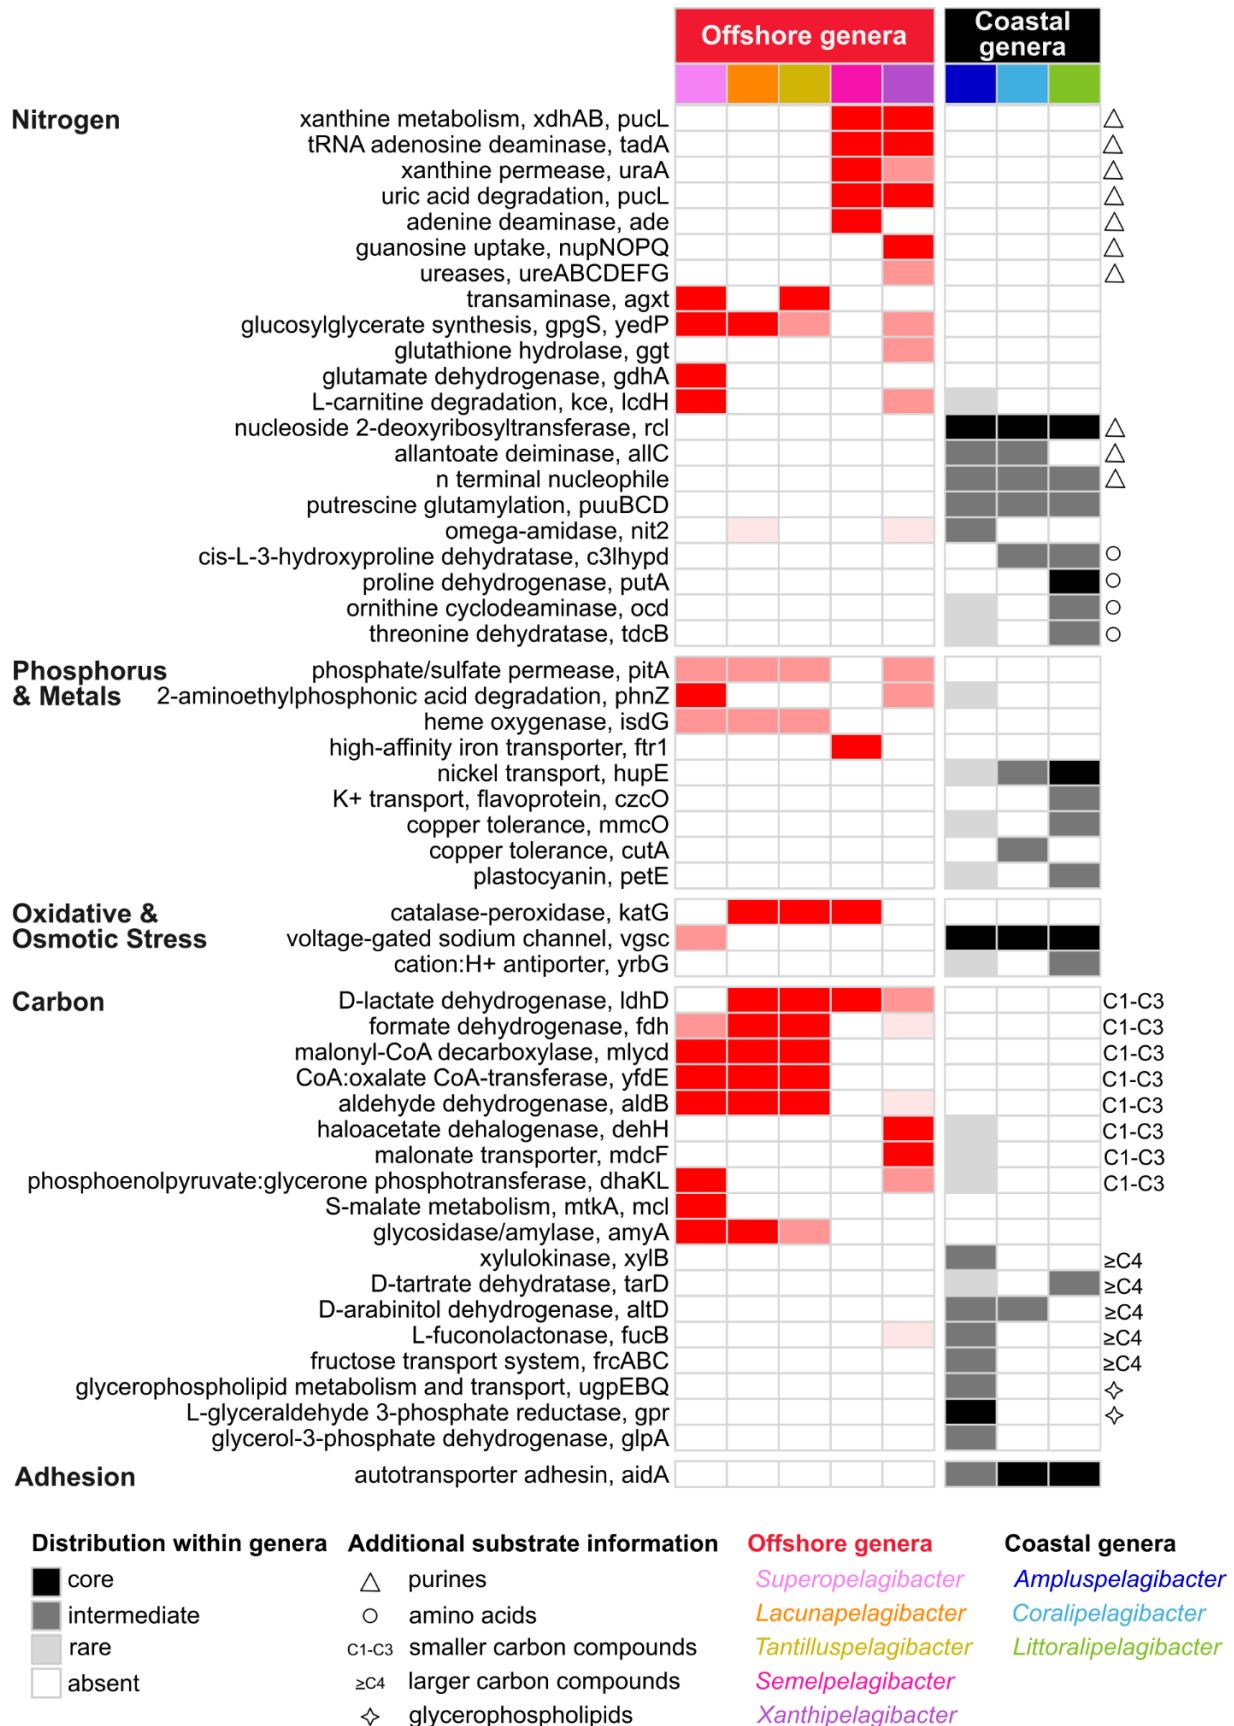 Offshore genera
Coastal
genera
Nitrogen
xanthine metabolism, xdhAB, pucL △
tRNA adenosine deaminase, tadA △
xanthine permease, uraA △
uric acid degradation, pucL △
adenine deaminase, ade △
guanosine uptake, nupNOPQ △
ureases, ureABCDEFG △
transaminase, agxt
glucosylglycerate synthesis, gpgS, yedP
glutathione hydrolase, ggt
glutamate dehydrogenase, gdhA
L-carnitine degradation, kce, lcdH
nucleoside 2-deoxyribosyltransferase, rcl △
allantoate deiminase, allC △
n terminal nucleophile △
putrescine glutamylation, puuBCD
omega-amidase, nit2
cis-L-3-hydroxyproline dehydratase, c3lhypd ○
proline dehydrogenase, putA ○
ornithine cyclodeaminase, ocd ○
threonine dehydratase, tdcB ○
Phosphorus
& Metals
phosphate/sulfate permease, pitA
2-aminoethylphosphonic acid degradation, phnZ
heme oxygenase, isdG
high-affinity iron transporter, ftr1
nickel transport, hupE
K+ transport, flavoprotein, czcO
copper tolerance, mmcO
copper tolerance, cutA
plastocyanin, petE
Oxidative &
Osmotic Stress
catalase-peroxidase, katG
voltage-gated sodium channel, vgsc
cation:H+ antiporter, yrbG
Carbon
D-lactate dehydrogenase, ldhD C1-C3
formate dehydrogenase, fdh C1-C3
malonyl-CoA decarboxylase, mlycd C1-C3
CoA:oxalate CoA-transferase, yfdE C1-C3
aldehyde dehydrogenase, aldB C1-C3
haloacetate dehalogenase, dehH C1-C3
malonate transporter, mdcF C1-C3
phosphoenolpyruvate:glycerone phosphotransferase, dhaKL C1-C3
S-malate metabolism, mtkA, mcl
glycosidase/amylase, amyA
xylulokinase, xylB ≥C4
D-tartrate dehydratase, tarD ≥C4
D-arabinitol dehydrogenase, altD ≥C4
L-fuconolactonase, fucB ≥C4
fructose transport system, frcABC ≥C4
glycerophospholipid metabolism and transport, ugpEBQ ✧
L-glyceraldehyde 3-phosphate reductase, gpr ✧
glycerol-3-phosphate dehydrogenase, glpA
Adhesion
autotransporter adhesin, aidA
Distribution within genera
core
intermediate
rare
absent
Additional substrate information
△ purines
○ amino acids
C1-C3 smaller carbon compounds
≥C4 larger carbon compounds
✧ glycerophospholipids
Offshore genera
Superopelagibacter
Lacunapelagibacter
Tantilluspelagibacter
Semelpelagibacter
Xanthipelagibacter
Coastal genera
Ampluspelagibacter
Coralipelagibacter
Littoralipelagibacter